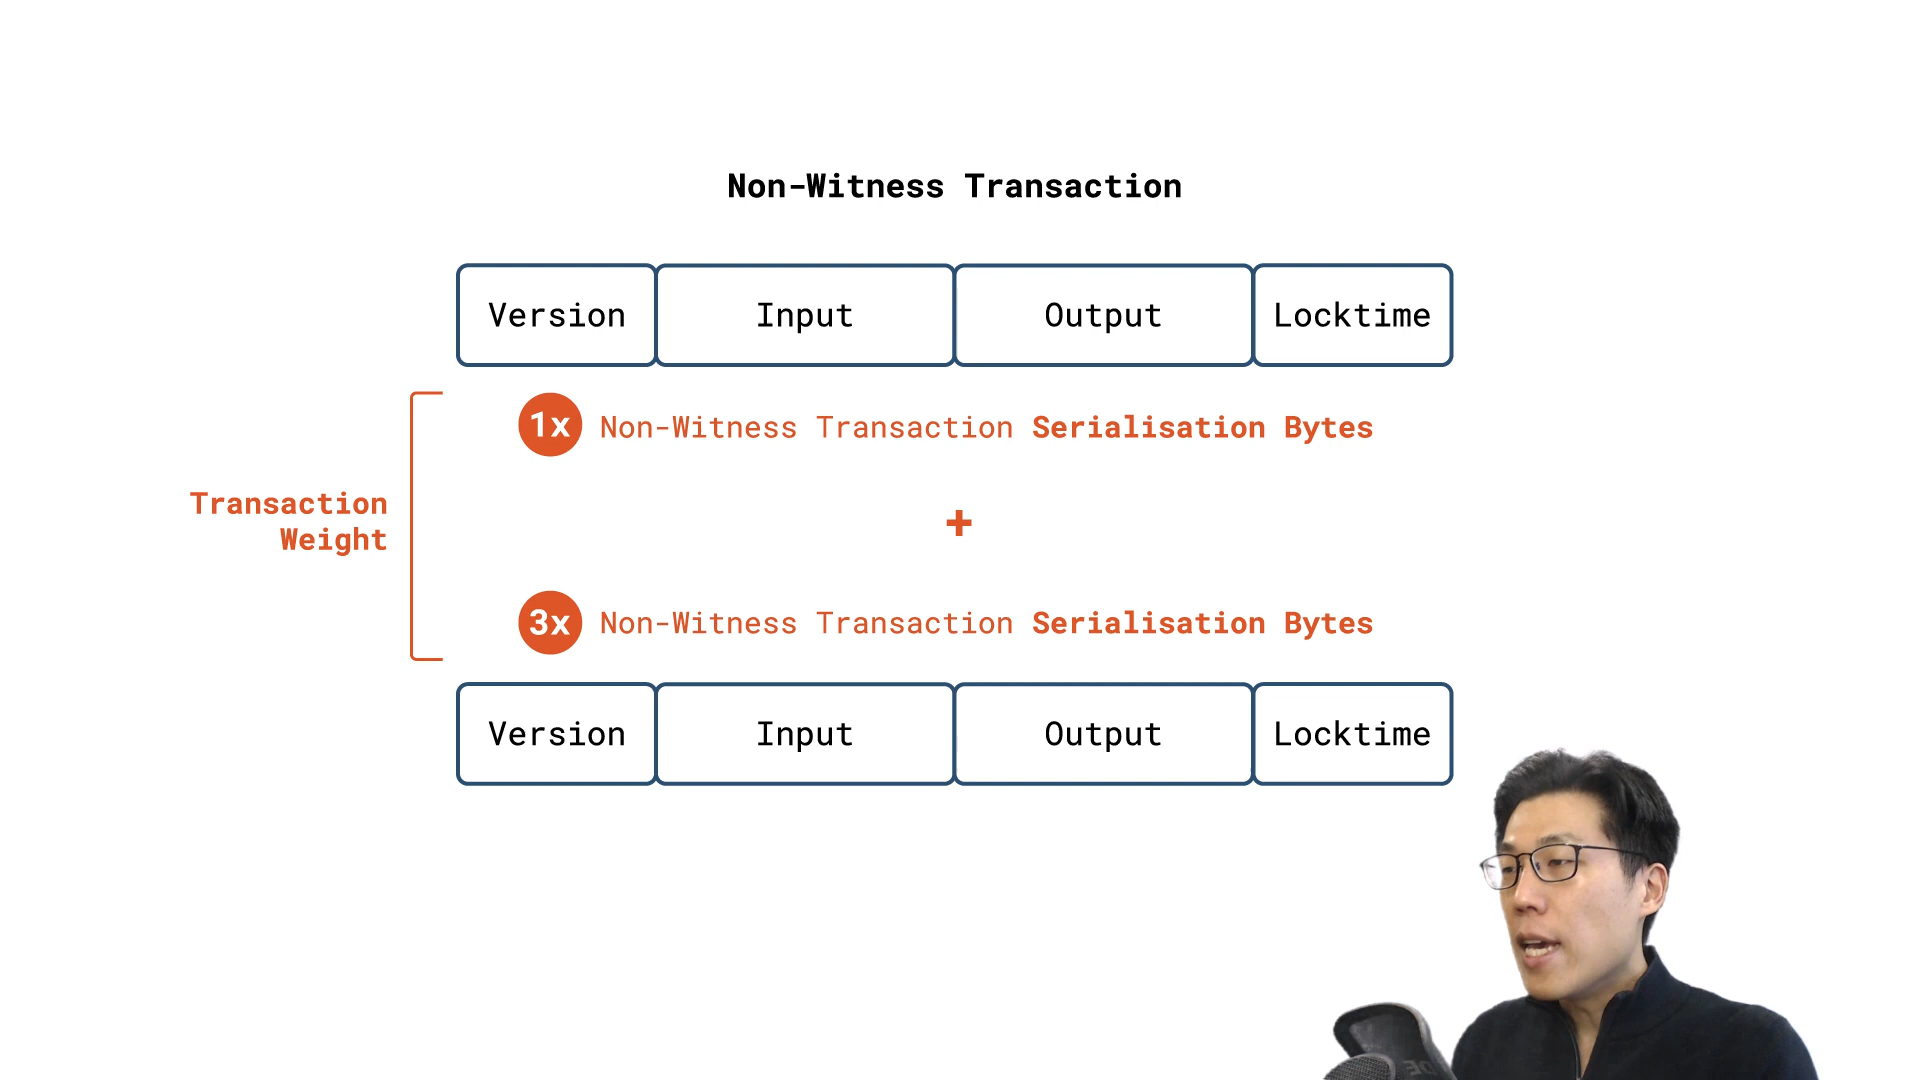 Non-Witness Transaction
Version Input Output Locktime
1x Non-Witness Transaction Serialisation Bytes
Transaction
Weight
+
3x Non-Witness Transaction Serialisation Bytes
Version Input Output Locktime